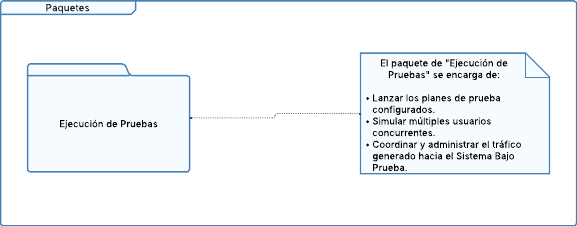 Paquetes
Ejecución de Pruebas
El paquete de "Ejecución de
Pruebas" se encarga de:
• Lanzar los planes de prueba
configurados.
• Simular múltiples usuarios
concurrentes.
• Coordinar y administrar el tráfico
generado hacia el Sistema Bajo
Prueba.